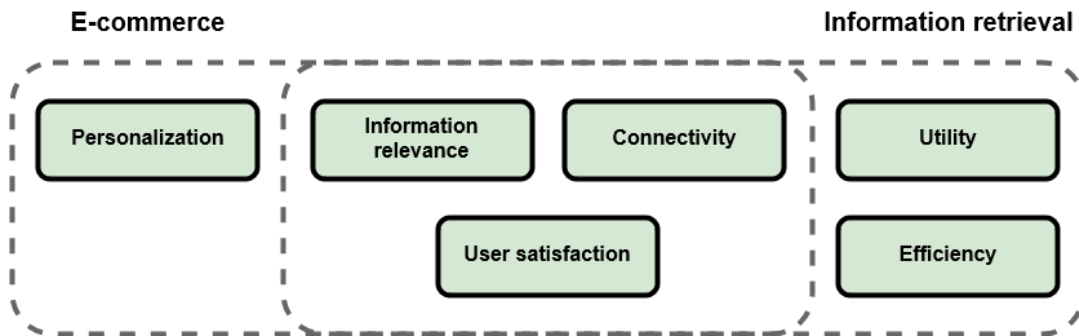 E-commerce
Information retrieval
Personalization
Information
relevance
Connectivity
Utility
User satisfaction
Efficiency